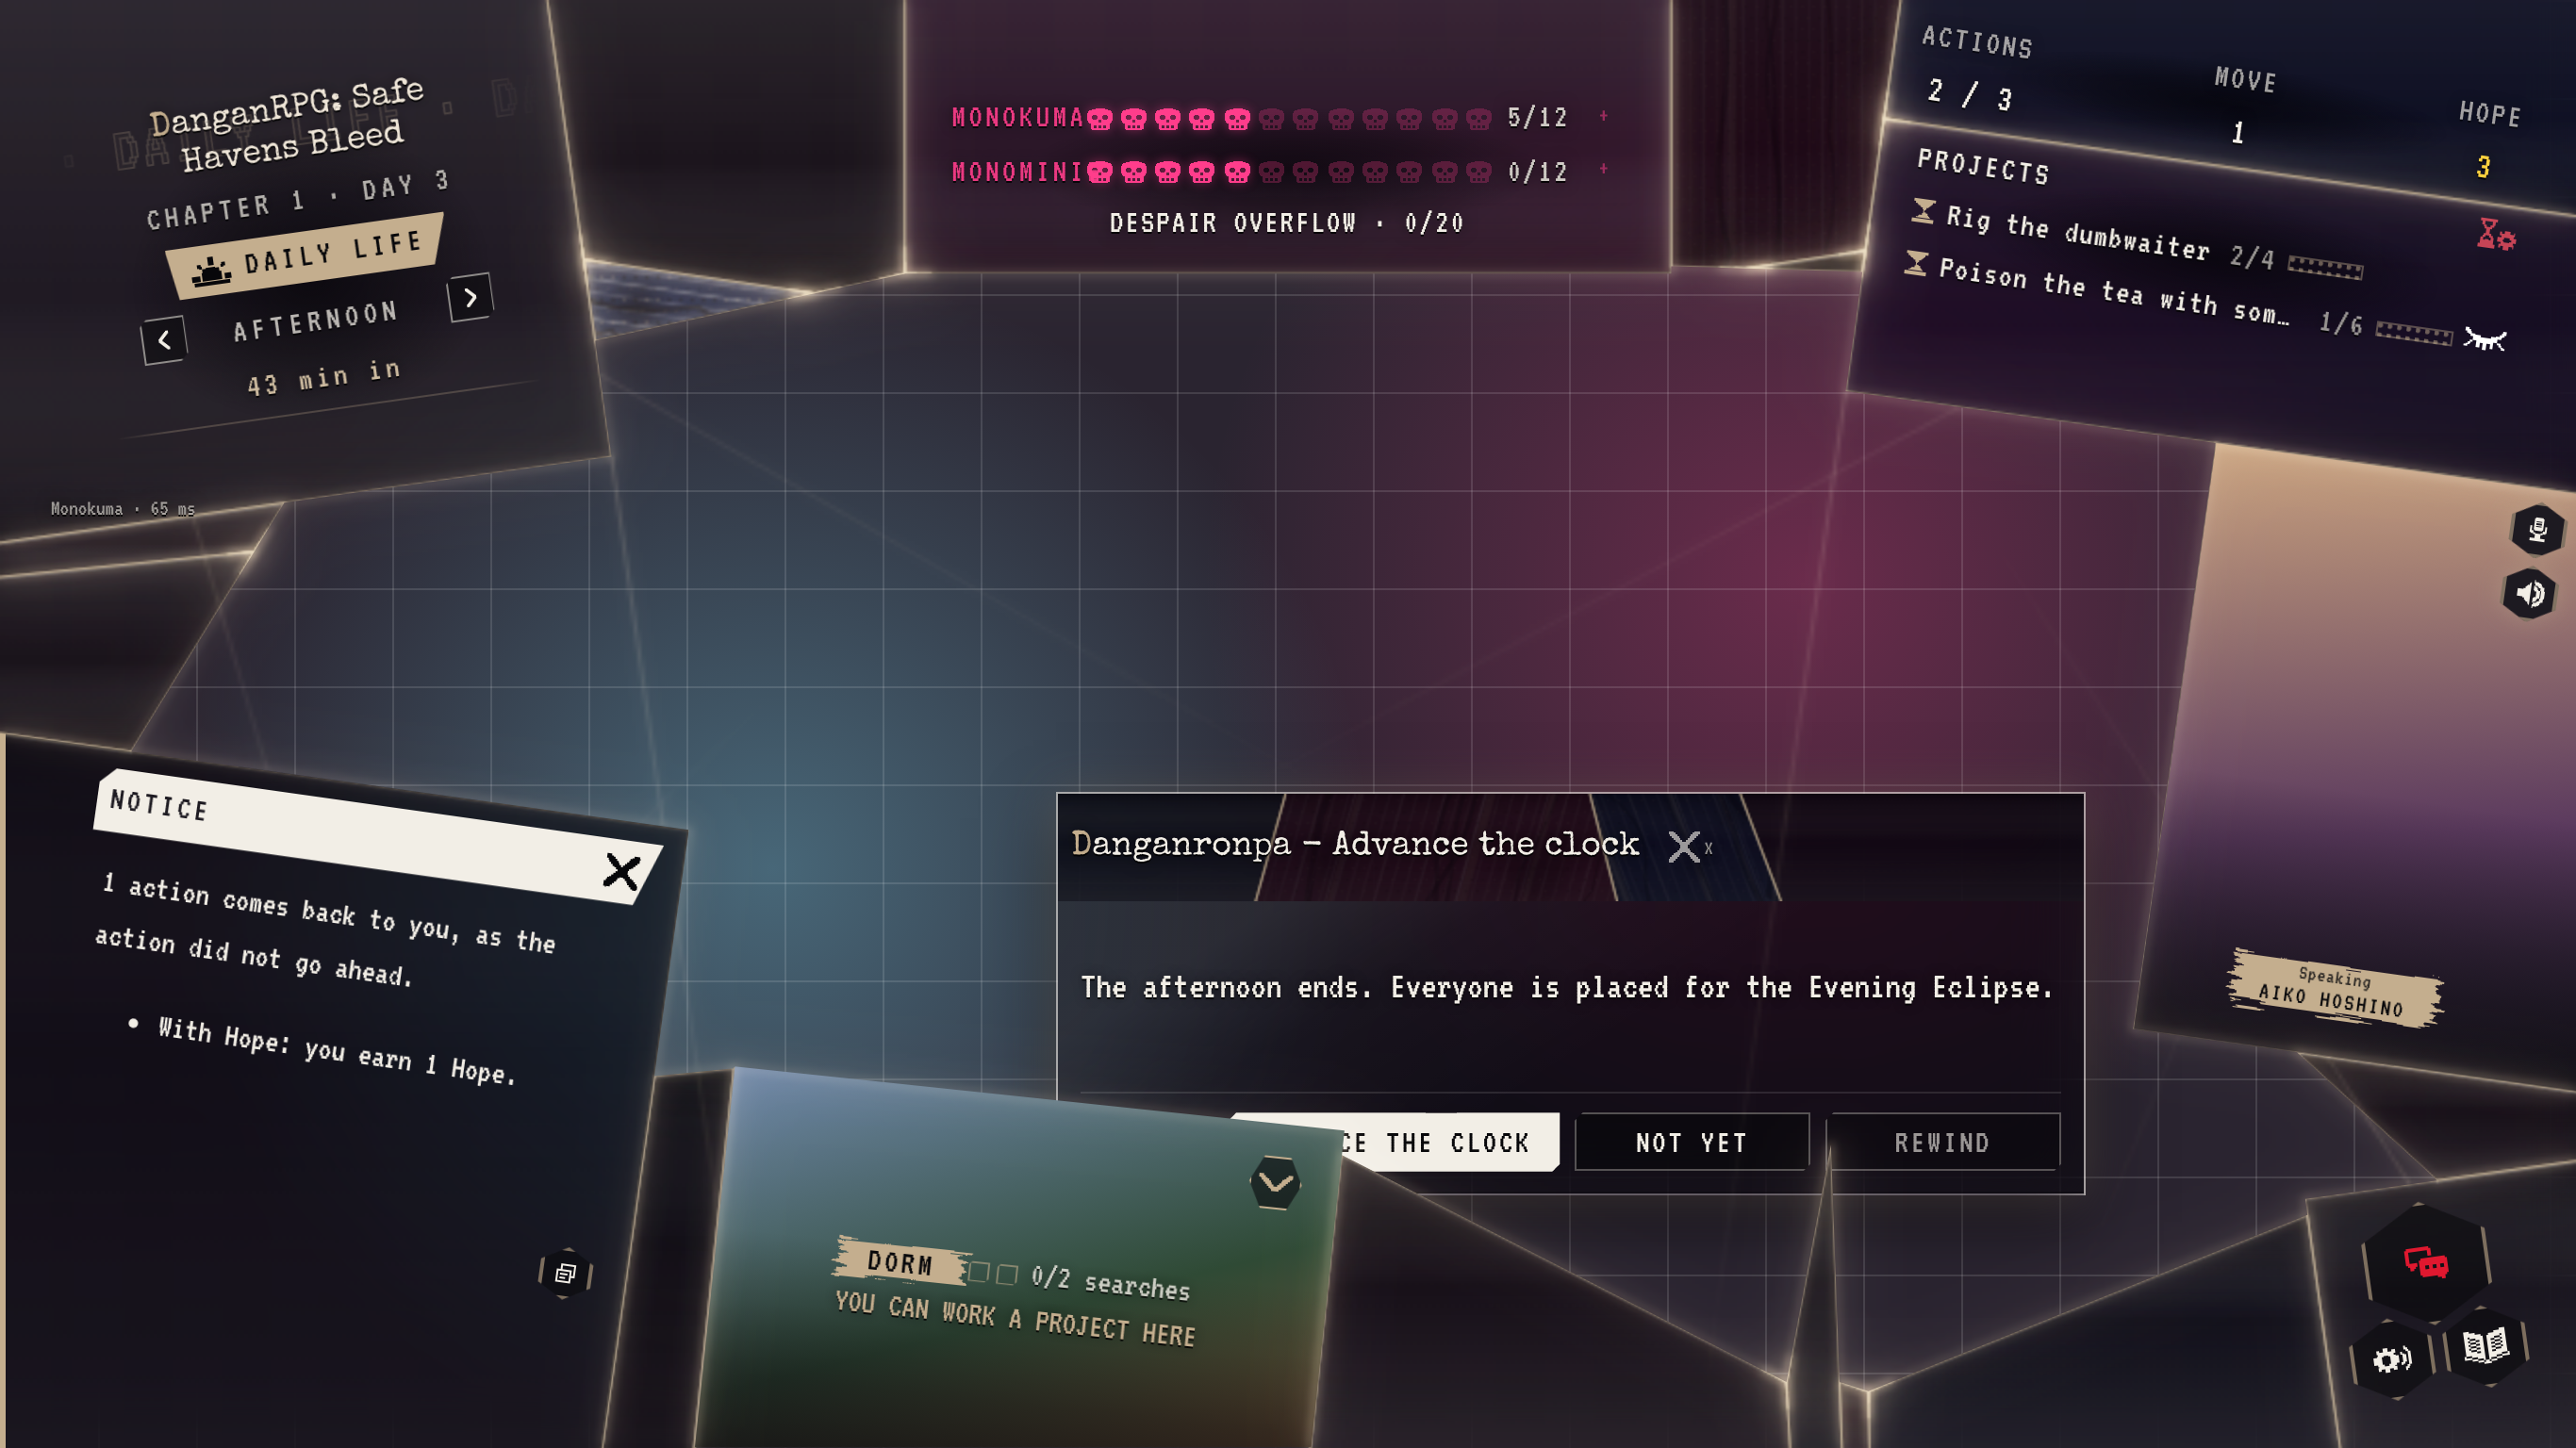 DanganRPG: Safe
Havens Bleed
CHAPTER 1 · DAY 3
DAILY LIFE
AFTERNOON
43 min in
Monokuma · 65 ms
MONOKUMA 5/12 +
MONOMINI 0/12 +
DESPAIR OVERFLOW · 0/20
ACTIONS
2 / 3
MOVE
1
HOPE
3
PROJECTS
Rig the dumbwaiter 2/4
Poison the tea with som… 1/6
NOTICE
1 action comes back to you, as the
action did not go ahead.
• With Hope: you earn 1 Hope.
Danganronpa – Advance the clock
X
The afternoon ends. Everyone is placed for the Evening Eclipse.
CE THE CLOCK
NOT YET
REWIND
Speaking
AIKO HOSHINO
DORM 0/2 searches
YOU CAN WORK A PROJECT HERE